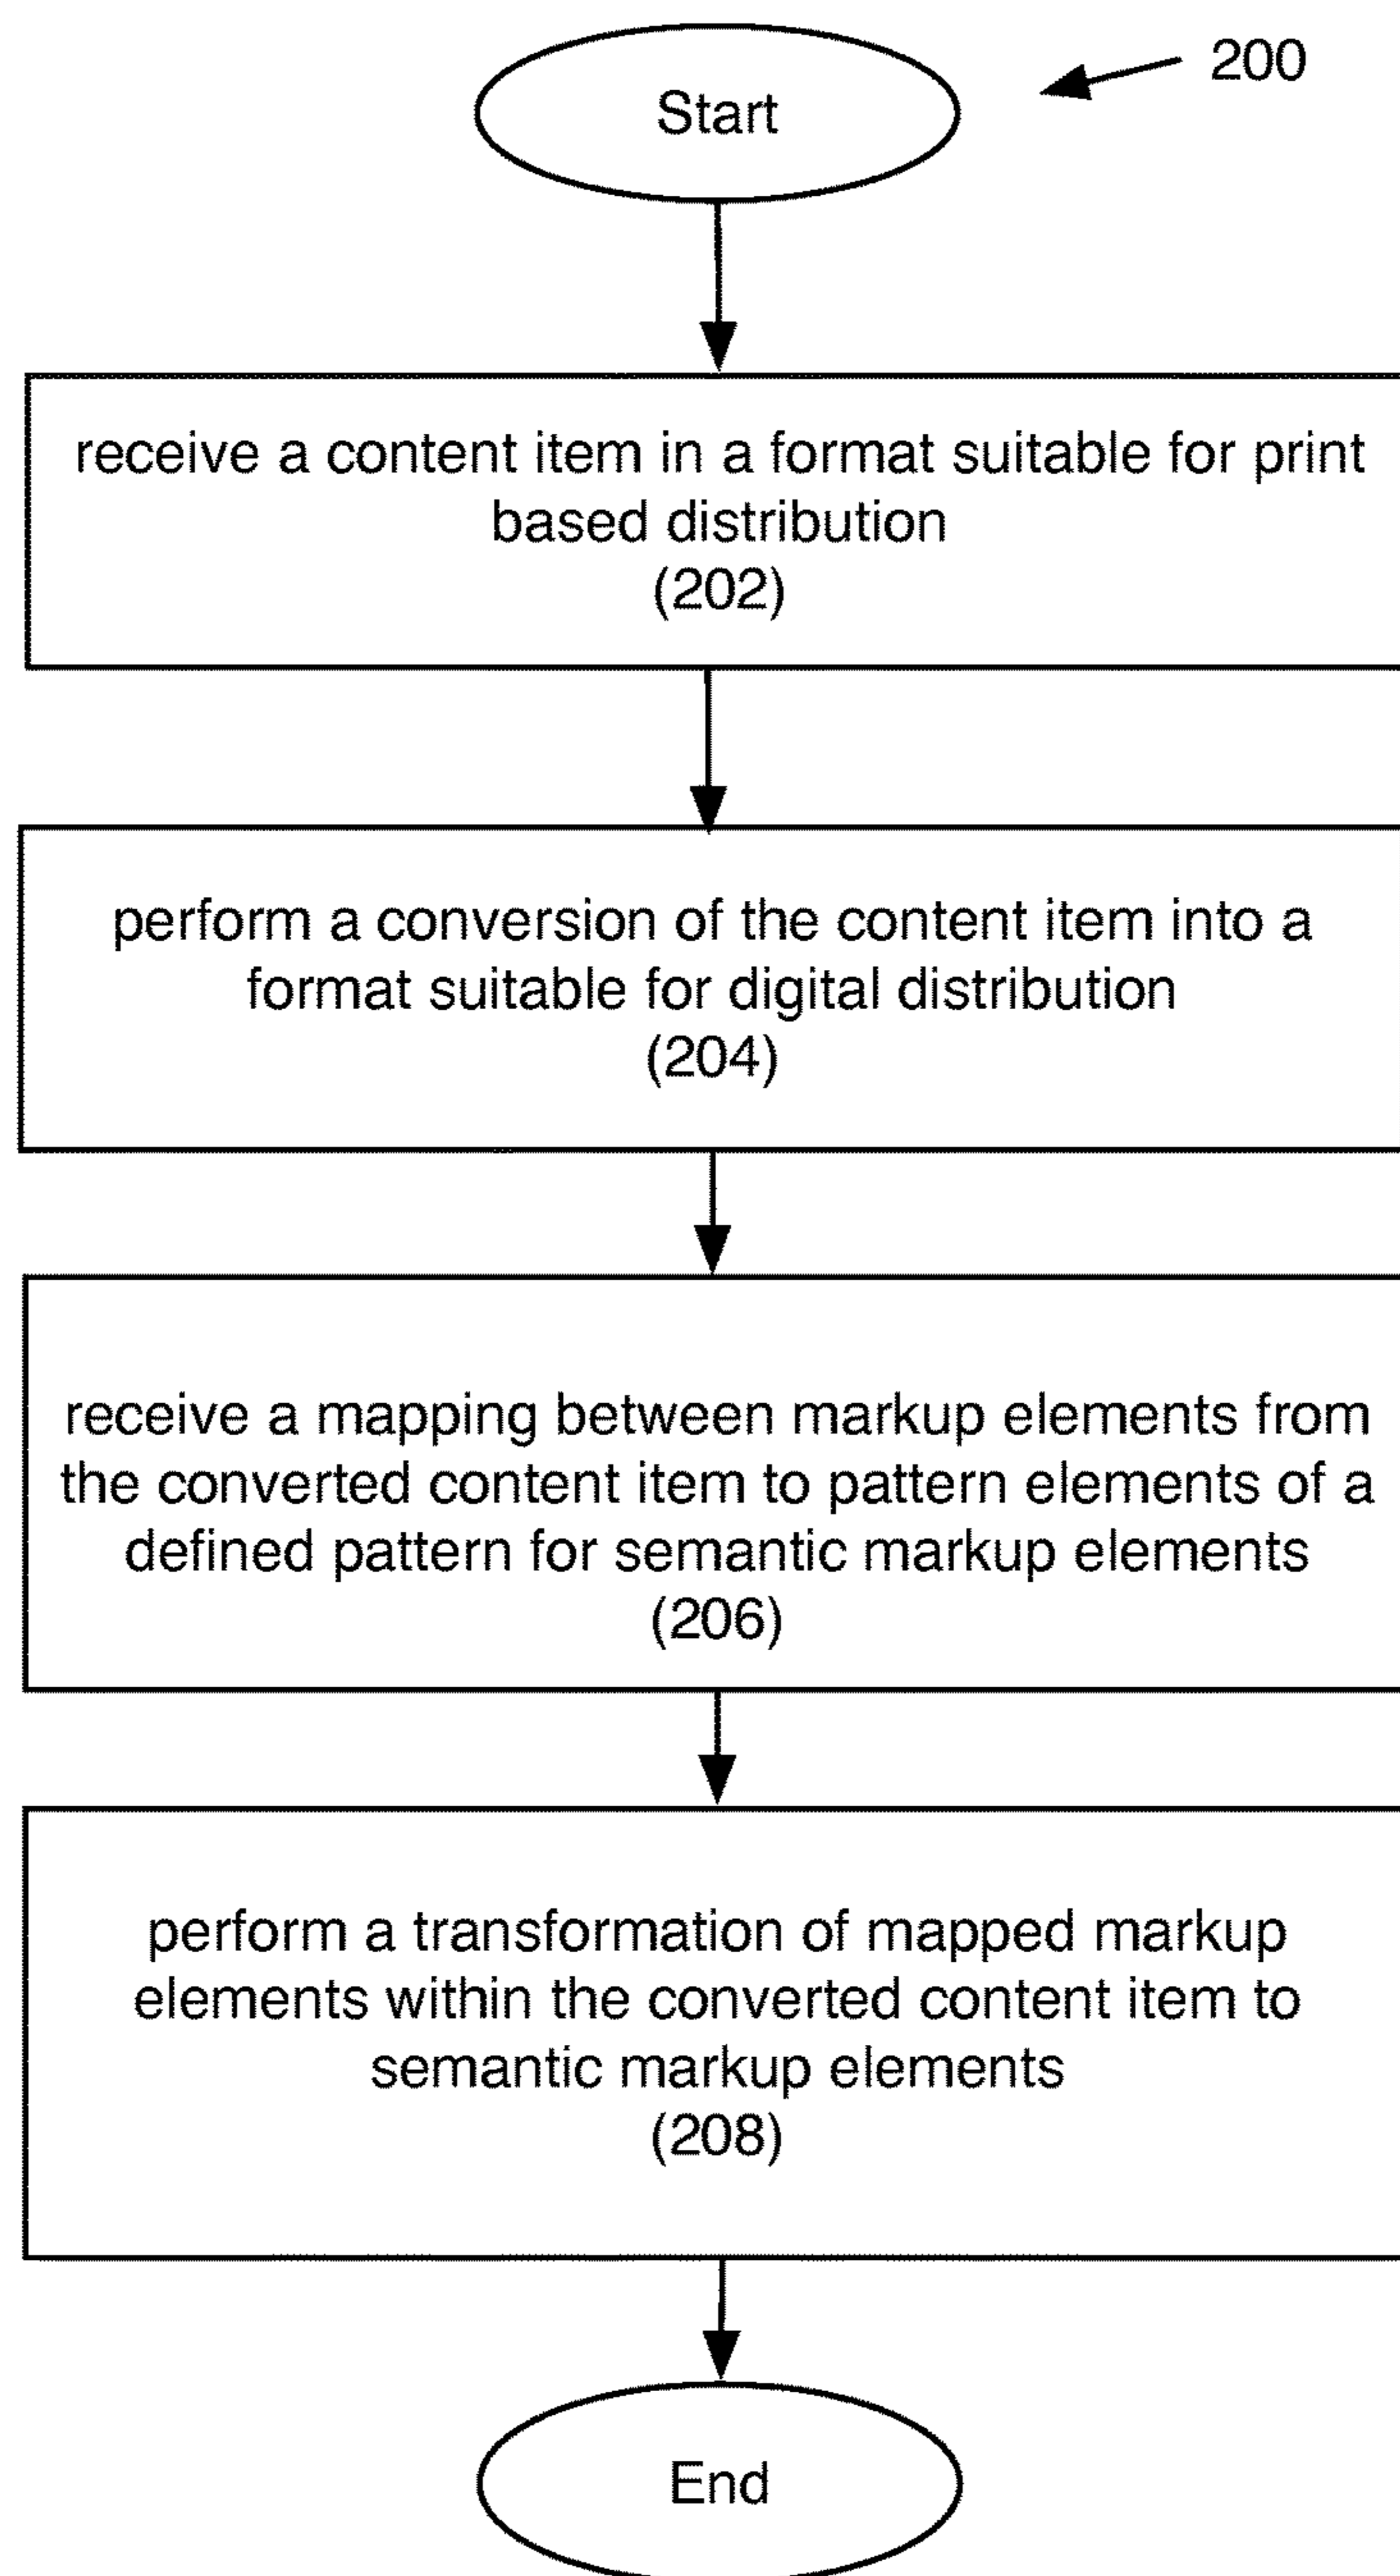 200
Start
receive a content item in a format suitable for print
based distribution
(202)
perform a conversion of the content item into a
format suitable for digital distribution
(204)
receive a mapping between markup elements from
the converted content item to pattern elements of a
defined pattern for semantic markup elements
(206)
perform a transformation of mapped markup
elements within the converted content item to
semantic markup elements
(208)
End